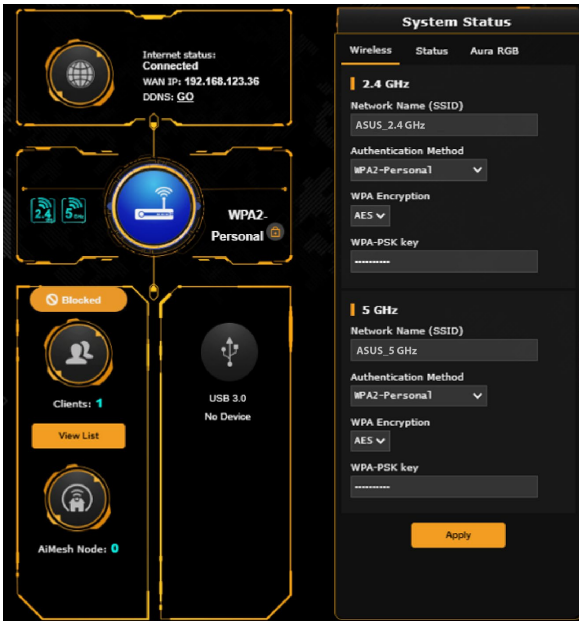 Internet status:
Connected
WAN IP: 192.168.123.36
DDNS: GO
2.4 GHz
5 GHz
WPA2-
Personal
Blocked
Clients: 1
View List
AiMesh Node: 0
USB 3.0
No Device
System Status
Wireless Status Aura RGB
2.4 GHz
Network Name (SSID)
ASUS_2.4 GHz
Authentication Method
WPA2-Personal
WPA Encryption
AES
WPA-PSK key
----------
5 GHz
Network Name (SSID)
ASUS_5 GHz
Authentication Method
WPA2-Personal
WPA Encryption
AES
WPA-PSK key
----------
Apply